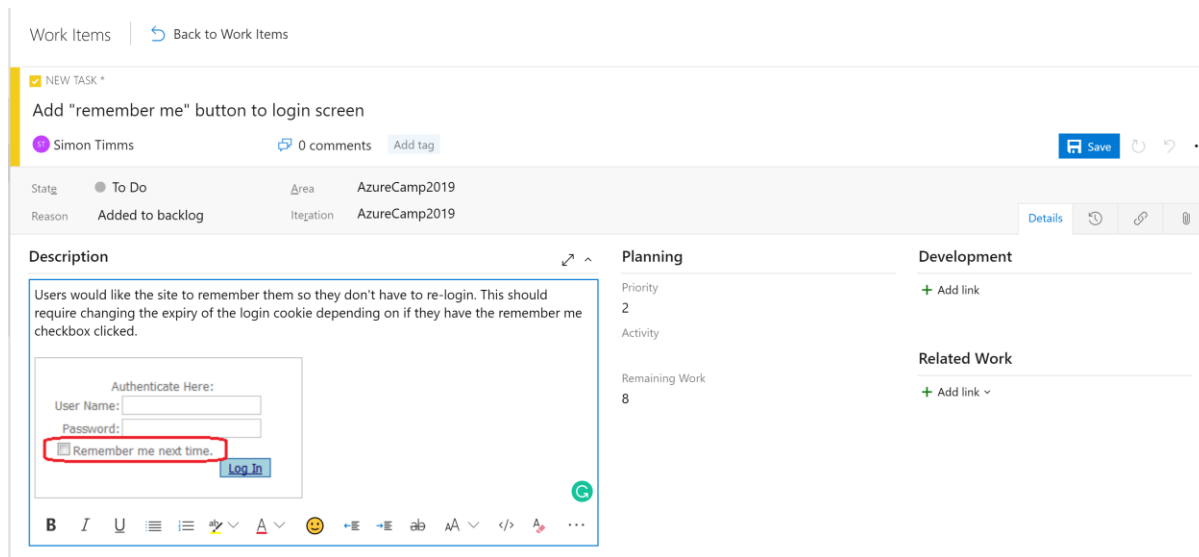 Work Items
Back to Work Items
NEW TASK *
Add "remember me" button to login screen
ST Simon Timms
0 comments
Add tag
Save
State
To Do
Area
AzureCamp2019
Reason
Added to backlog
Iteration
AzureCamp2019
Details
Description
Users would like the site to remember them so they don't have to re-login. This should
require changing the expiry of the login cookie depending on if they have the remember me
checkbox clicked.
Authenticate Here:
User Name:
Password:
Remember me next time.
Log In
B I U ab A ab AA </> A ...
Planning
Priority
2
Activity
Remaining Work
8
Development
+ Add link
Related Work
+ Add link